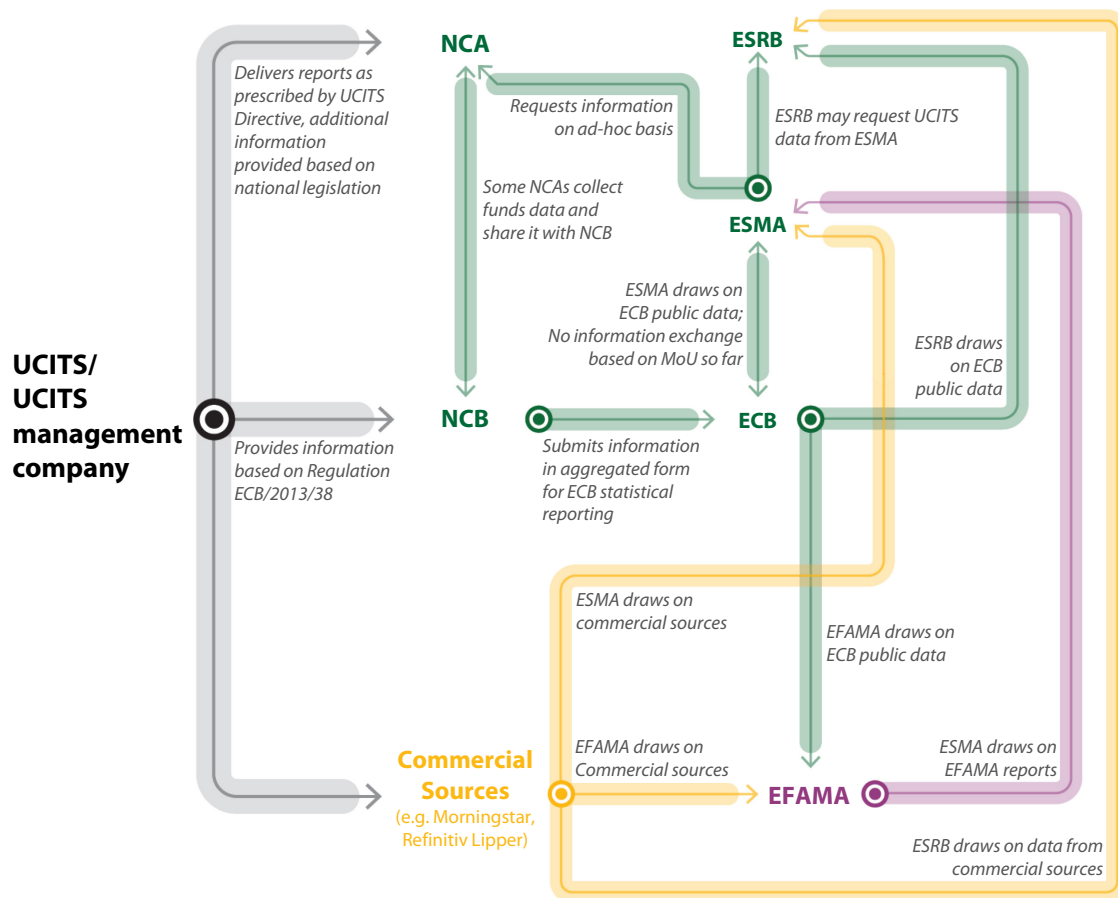 NCA
ESRB
Delivers reports as
prescribed by UCITS
Directive, additional
information
provided based on
national legislation
Requests information
on ad-hoc basis
ESRB may request UCITS
data from ESMA
Some NCAs collect
funds data and
share it with NCB
ESMA
ESMA draws on
ECB public data;
No information exchange
based on MoU so far
ESRB draws
on ECB
public data
UCITS/
UCITS
management
company
NCB
ECB
Provides information
based on Regulation
ECB/2013/38
Submits information
in aggregated form
for ECB statistical
reporting
ESMA draws on
commercial sources
EFAMA draws on
ECB public data
Commercial
Sources
(e.g. Morningstar,
Refinitiv Lipper)
EFAMA draws on
Commercial sources
EFAMA
ESMA draws on
EFAMA reports
ESRB draws on data from
commercial sources